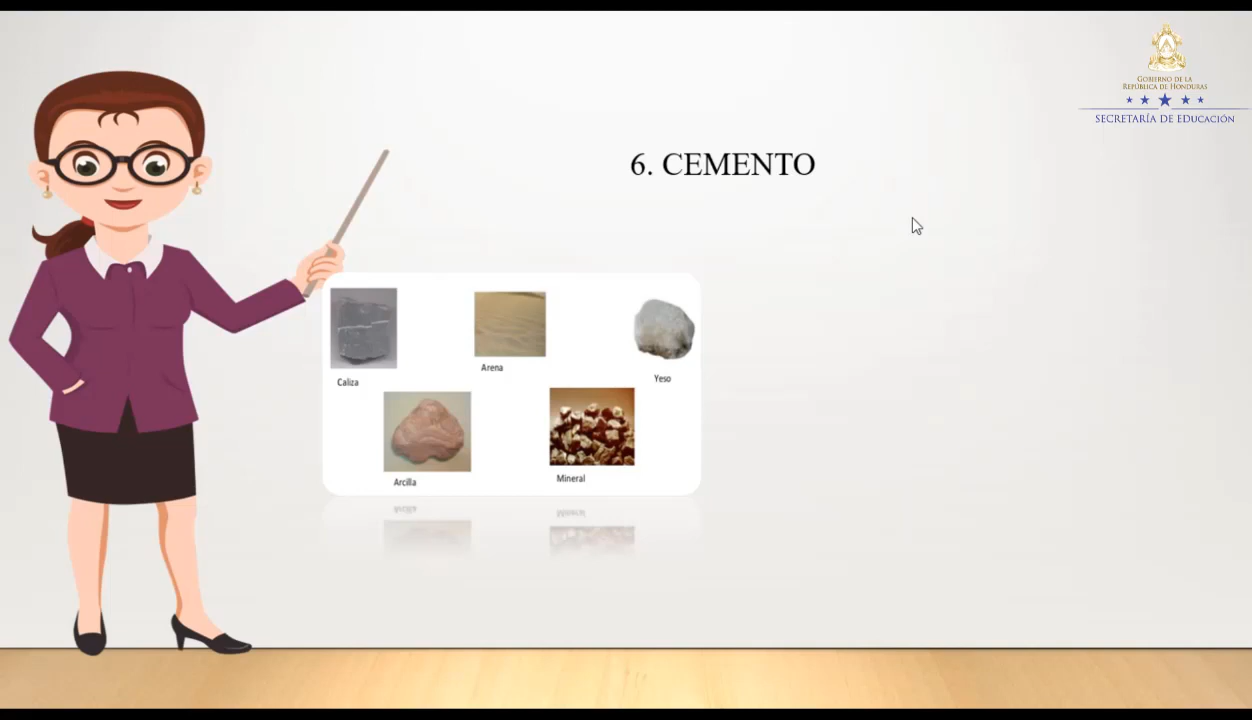 GOBIERNO DE LA
REPÚBLICA DE HONDURAS
SECRETARÍA DE EDUCACIÓN
6. CEMENTO
Caliza
Arena
Yeso
Arcilla
Mineral